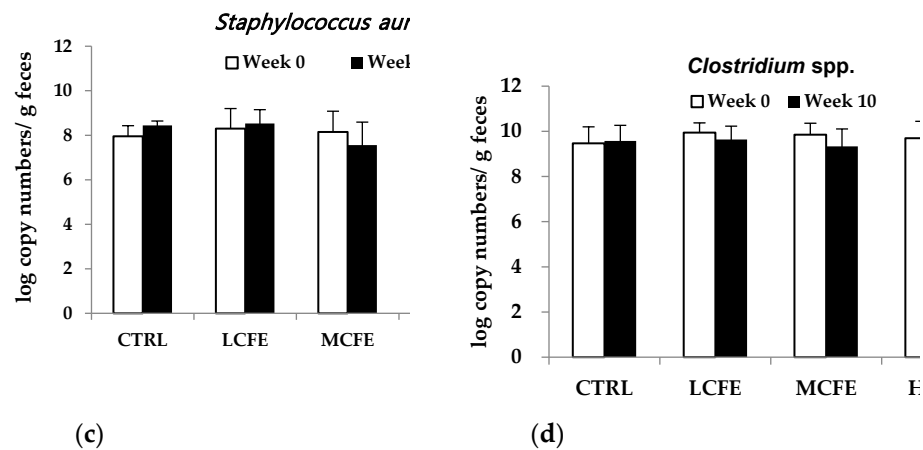 Staphylococcus aur
Week 0 Week
log copy numbers/ g feces
12
10
8
6
4
2
0
CTRL LCFE MCFE
(c)
Clostridium spp.
Week 0 Week 10
log copy numbers/ g feces
12
10
8
6
4
2
0
CTRL LCFE MCFE H
(d)